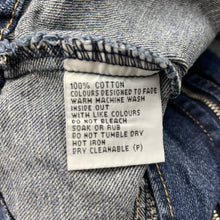 100% COTTON
COLOURS DESIGNED TO FADE
WARM MACHINE WASH
INSIDE OUT
WITH LIKE COLOURS
DO NOT BLEACH
SOAK OR RUB
DO NOT TUMBLE DRY
HOT IRON
DRY CLEANABLE (P)